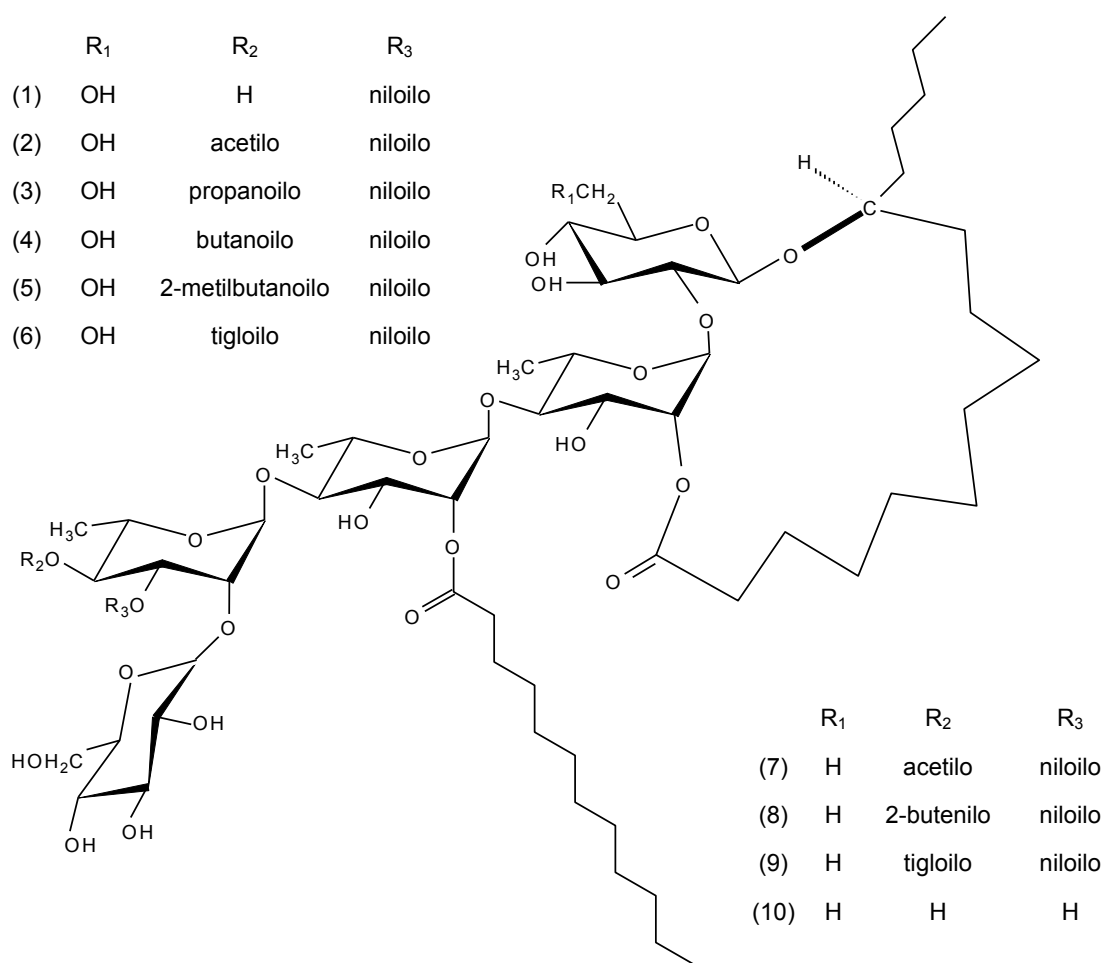 R1 R2 R3
(1) OH H niloilo
(2) OH acetilo niloilo
(3) OH propanoilo niloilo
(4) OH butanoilo niloilo
(5) OH 2-metilbutanoilo niloilo
(6) OH tigloilo niloilo
H
R1CH2
O
C
O
OH
OH
O
H3C
O
O
HO
H3C
O
O
O
HO
H3C
O
O
R2O
O
R3O
O
O
O
O
HO
HOH2C
OH
OH
R1 R2 R3
(7) H acetilo niloilo
(8) H 2-butenilo niloilo
(9) H tigloilo niloilo
(10) H H H